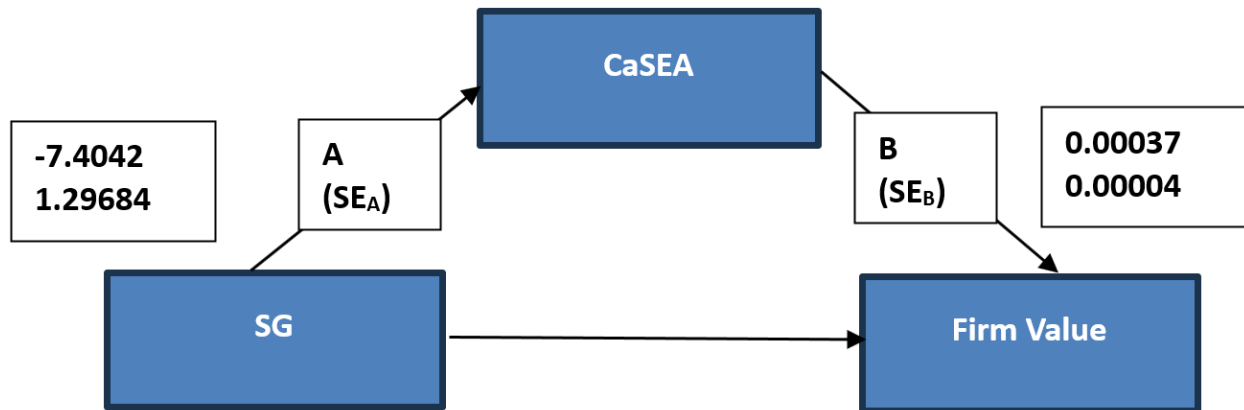 CaSEA
-7.4042
1.29684
A
(SEA)
B
(SEB)
0.00037
0.00004
SG
Firm Value